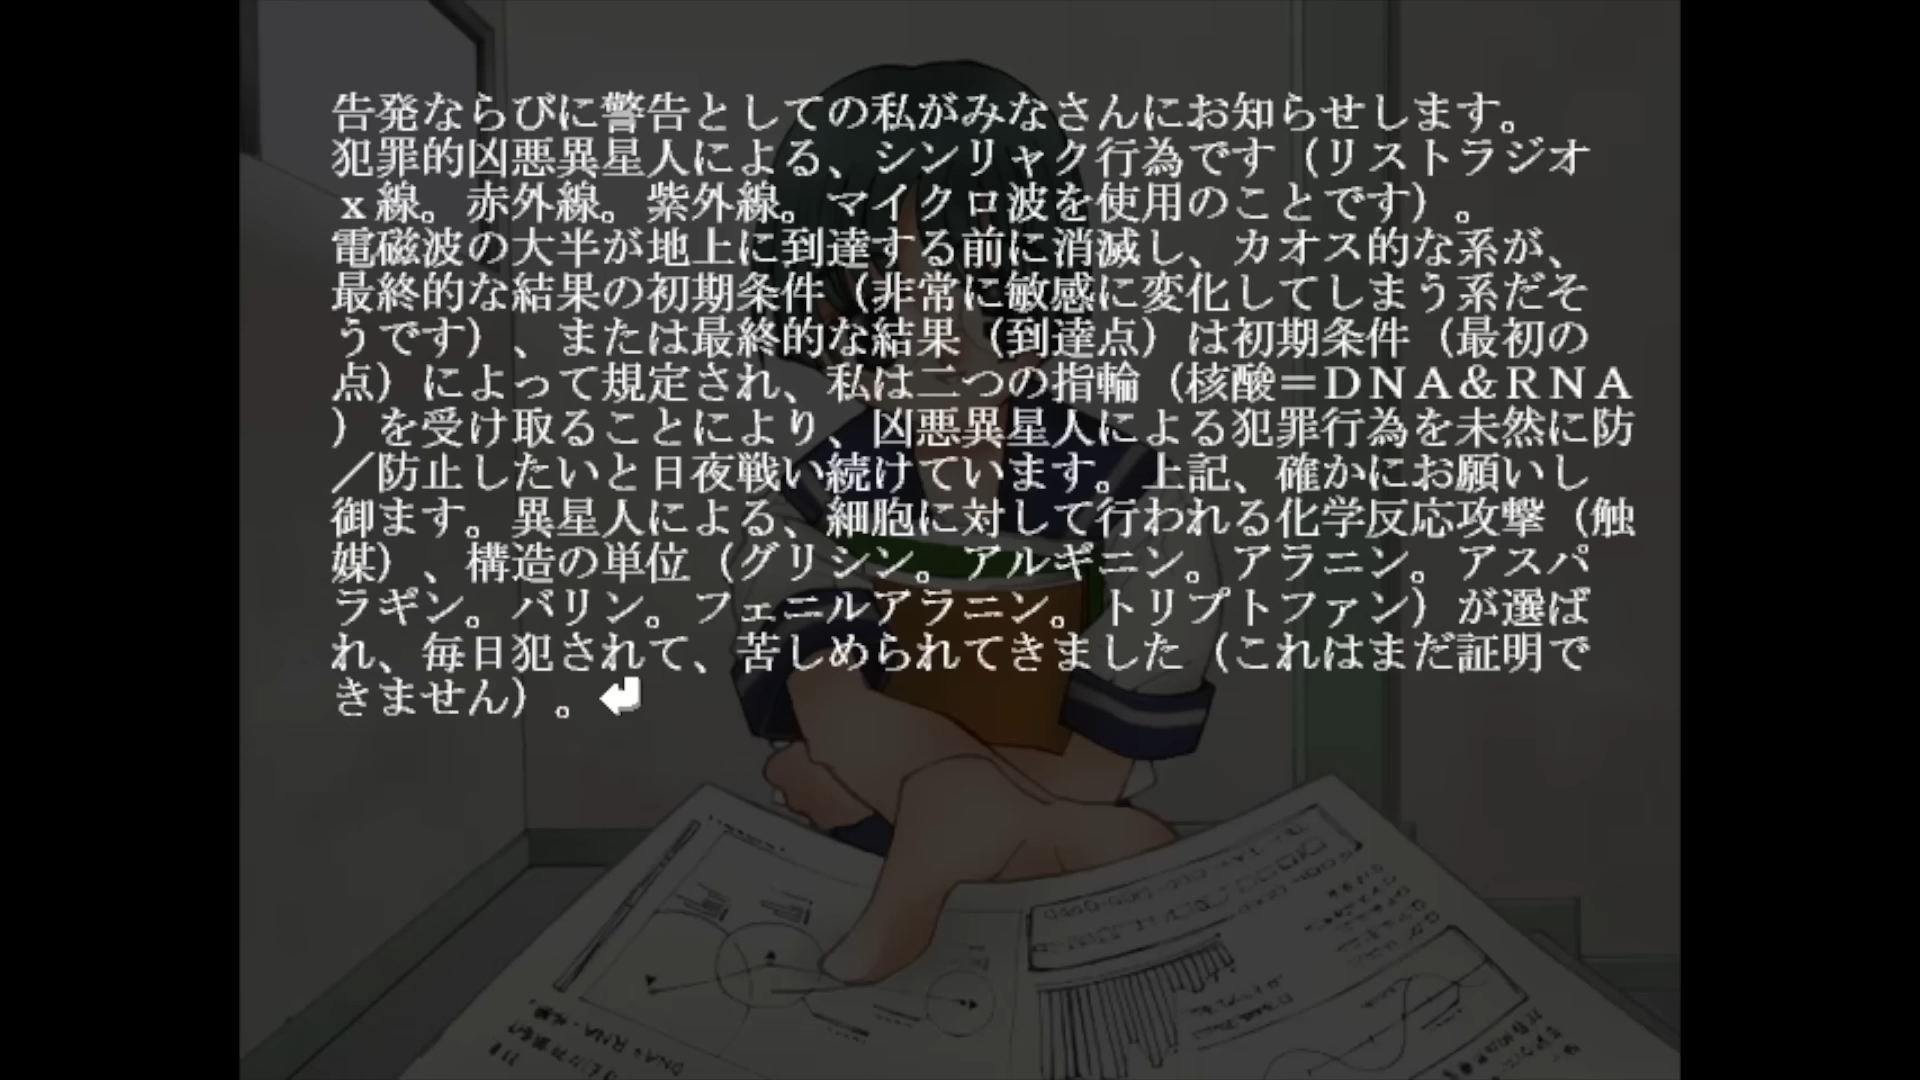 告発ならびに警告としての私がみなさんにお知らせします。
犯罪的凶悪異星人による、シンリャク行為です（リストラジオ
ｘ線。赤外線。紫外線。マイクロ波を使用のことです）。
電磁波の大半が地上に到達する前に消滅し、カオス的な系が、
最終的な結果の初期条件（非常に敏感に変化してしまう系だそ
うです）、または最終的な結果（到達点）は初期条件（最初の
点）によって規定され、私は二つの指輪（核酸＝ＤＮＡ＆ＲＮＡ
）を受け取ることにより、凶悪異星人による犯罪行為を未然に防
／防止したいと日夜戦い続けています。上記、確かにお願いし
御ます。異星人による、細胞に対して行われる化学反応攻撃（触
媒）、構造の単位（グリシン。アルギニン。アラニン。アスパ
ラギン。バリン。フェニルアラニン。トリプトファン）が選ば
れ、毎日犯されて、苦しめられてきました（これはまだ証明で
きません）。
DNA & RNA